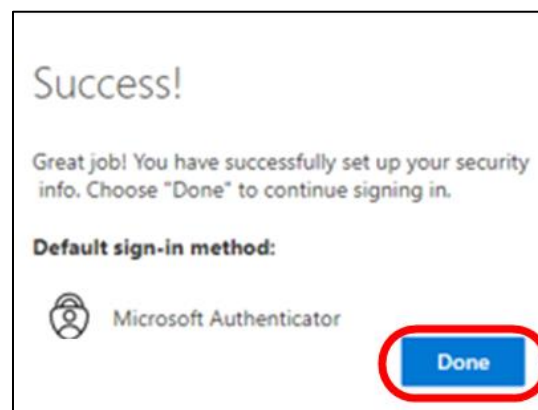 Success!
Great job! You have successfully set up your security
info. Choose "Done" to continue signing in.
Default sign-in method:
Microsoft Authenticator
Done